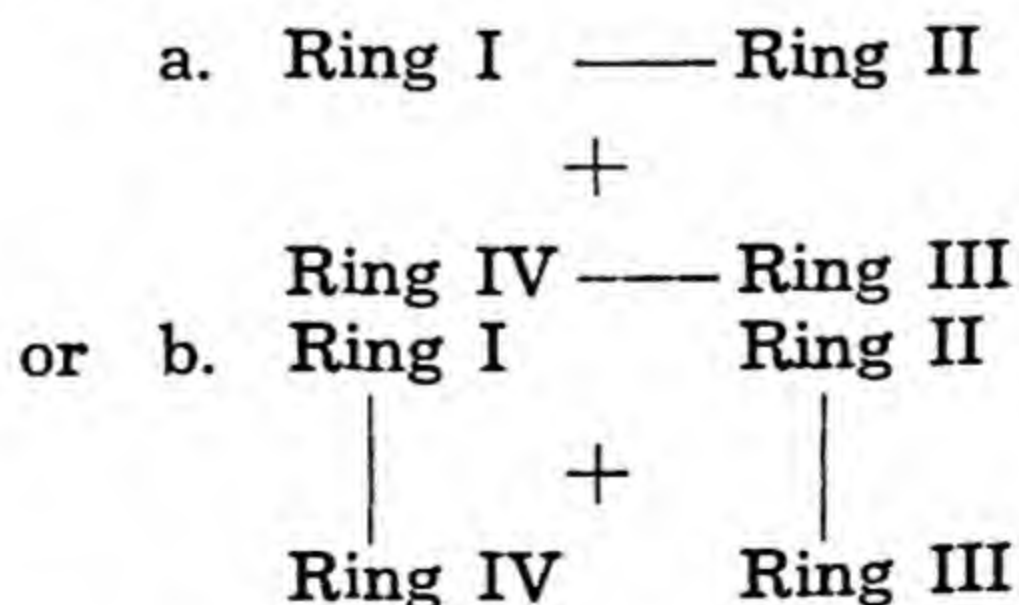 a. Ring I — Ring II
+
Ring IV — Ring III
or b. Ring I Ring II
+
Ring IV Ring III